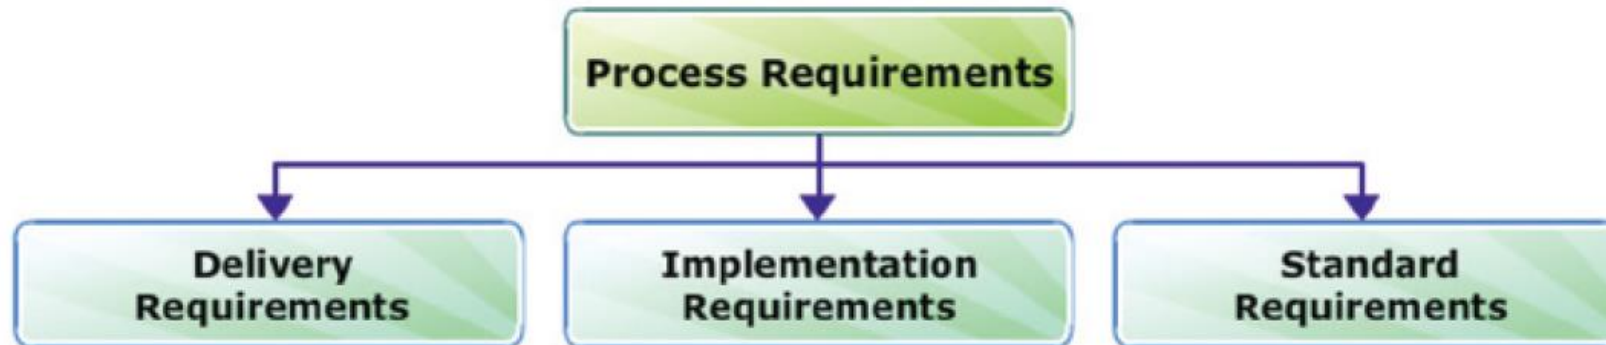 Process Requirements
Delivery
Requirements
Implementation
Requirements
Standard
Requirements